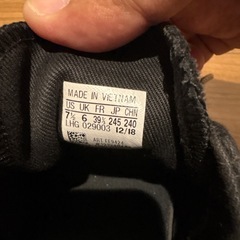 MADE IN VIETNAM
US UK FR JP CHN
7½ 6 39⅓ 245 240
LHG 029003 12/18